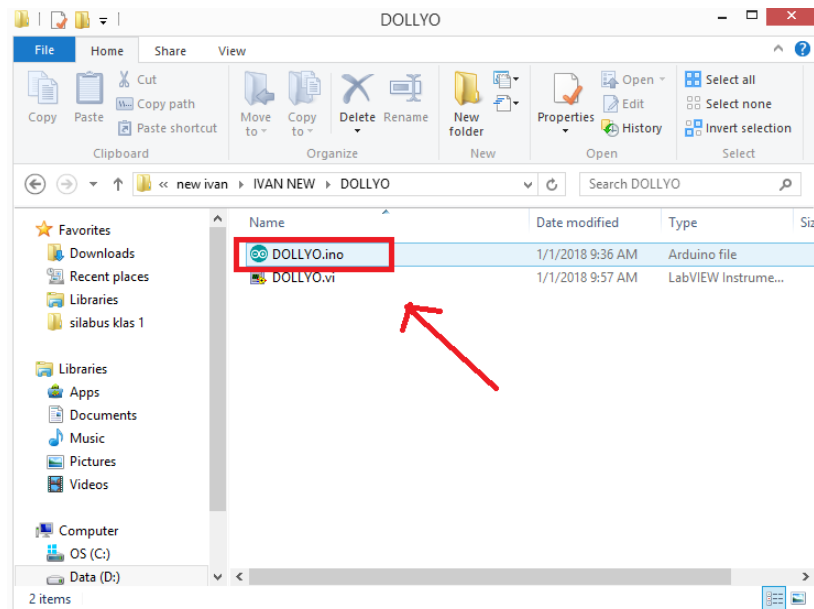 DOLLYO
File Home Share View
Copy
Paste
Cut
Copy path
Paste shortcut
Clipboard
Move to
Copy to
Delete
Rename
Organize
New folder
New
Properties
Open
Edit
History
Open
Select all
Select none
Invert selection
Select
« new ivan IVAN NEW DOLLYO
Search DOLLYO
Favorites
Downloads
Recent places
Libraries
silabus klas 1
Libraries
Apps
Documents
Music
Pictures
Videos
Computer
OS (C:)
Data (D:)
Name Date modified Type Siz
DOLLYO.ino 1/1/2018 9:36 AM Arduino file
DOLLYO.vi 1/1/2018 9:57 AM LabVIEW Instrume...
2 items